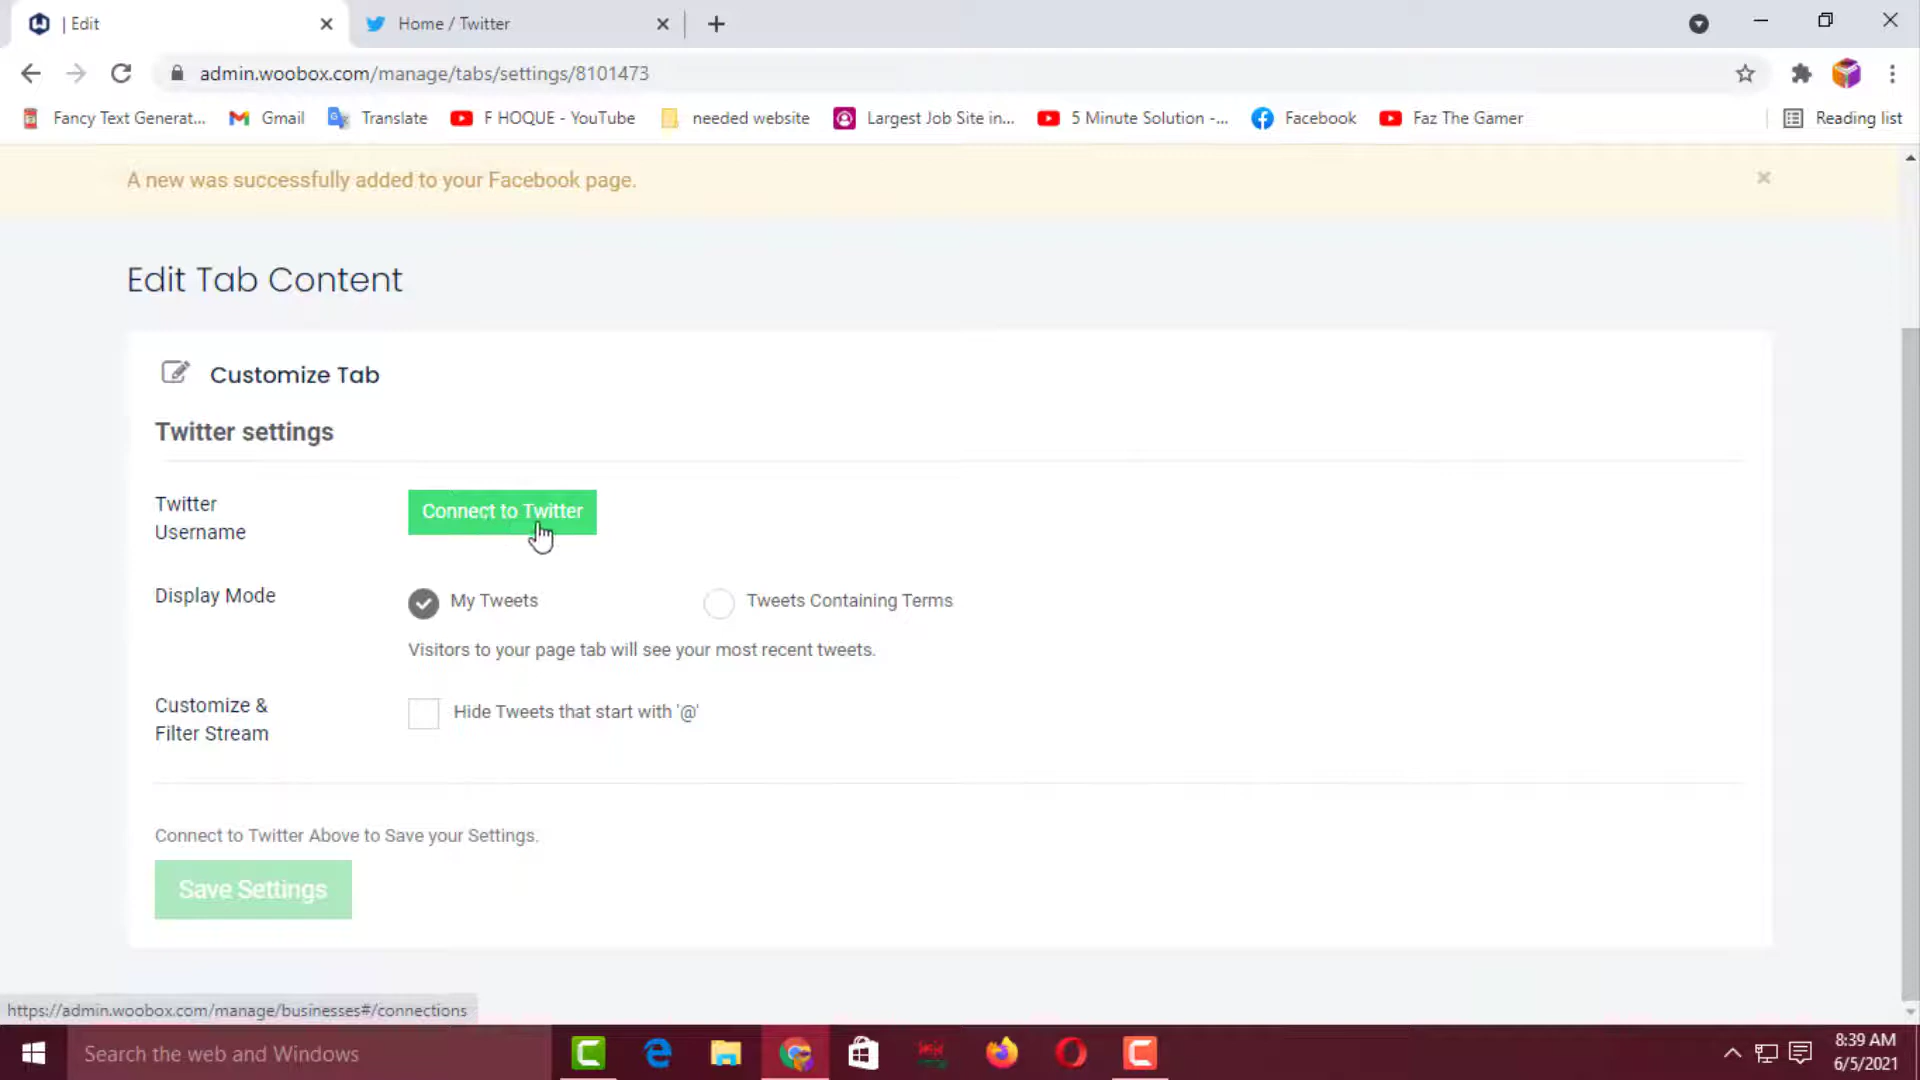 | Edit
Home / Twitter
admin.woobox.com/manage/tabs/settings/8101473
Fancy Text Generat...
Gmail
Translate
F HOQUE - YouTube
needed website
Largest Job Site in...
5 Minute Solution -...
Facebook
Faz The Gamer
Reading list
A new was successfully added to your Facebook page.
Edit Tab Content
Customize Tab
Twitter settings
Twitter
Username
Connect to Twitter
Display Mode
My Tweets
Tweets Containing Terms
Visitors to your page tab will see your most recent tweets.
Customize &
Filter Stream
Hide Tweets that start with '@'
Connect to Twitter Above to Save your Settings.
Save Settings
https://admin.woobox.com/manage/businesses#/connections
Search the web and Windows
8:39 AM
6/5/2021